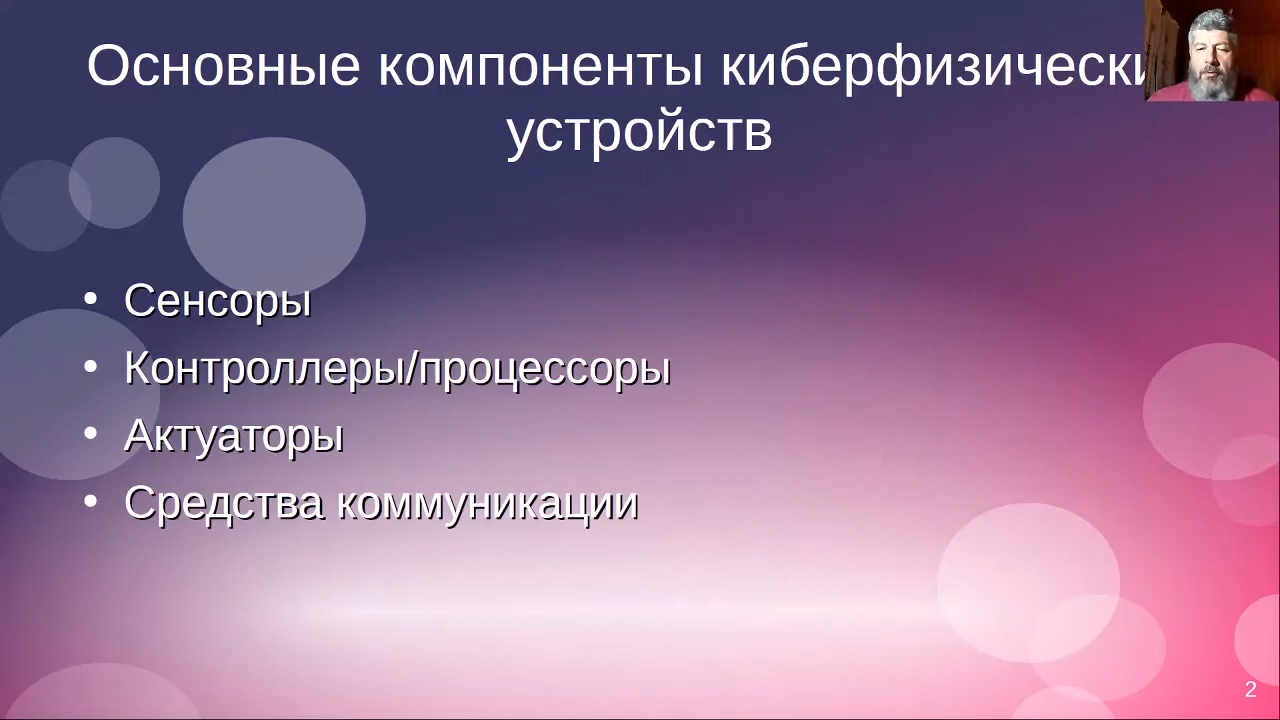 Основные компоненты киберфизически
устройств
• Сенсоры
• Контроллеры/процессоры
• Актуаторы
• Средства коммуникации
2